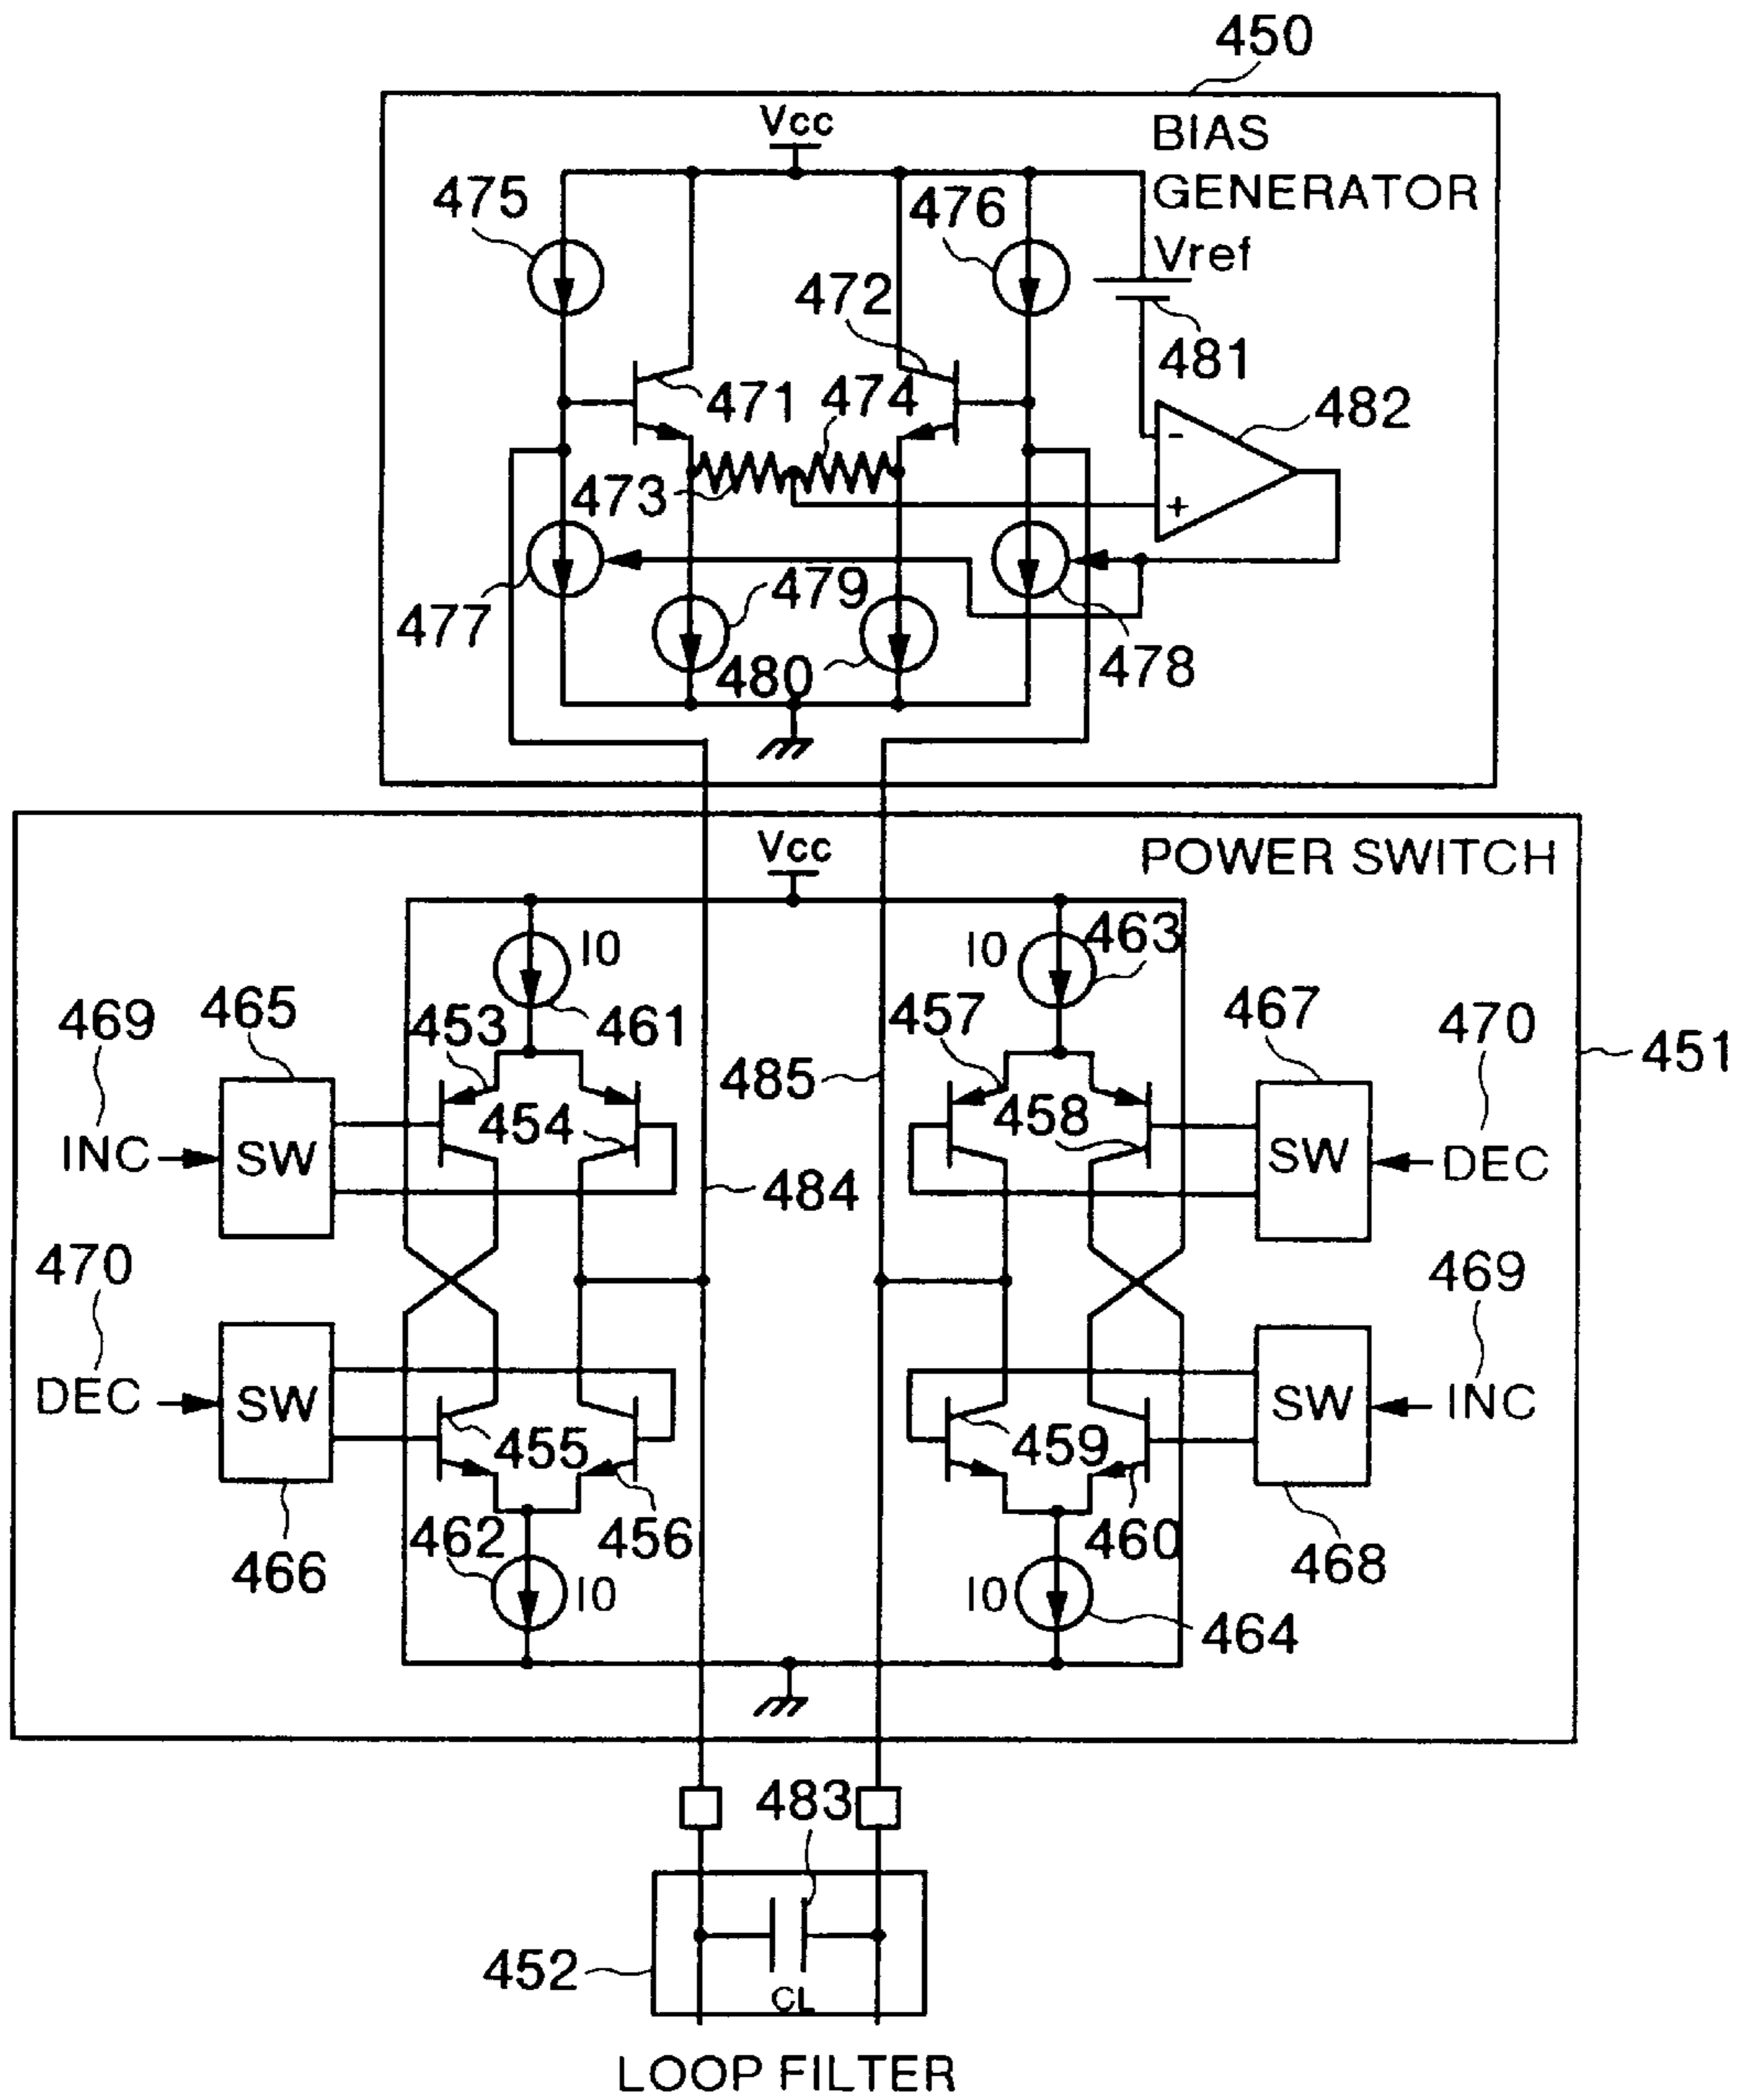 450
Vcc
BIAS
GENERATOR
475
476
Vref
472
481
471
474
482
-
473
+
477
479
480
478
Vcc
POWER SWITCH
I0
I0
463
469
465
453
461
457
467
470
451
485
454
458
INC
SW
SW
DEC
484
470
469
DEC
SW
SW
INC
455
459
462
456
460
466
468
I0
I0
464
483
452
CL
LOOP FILTER